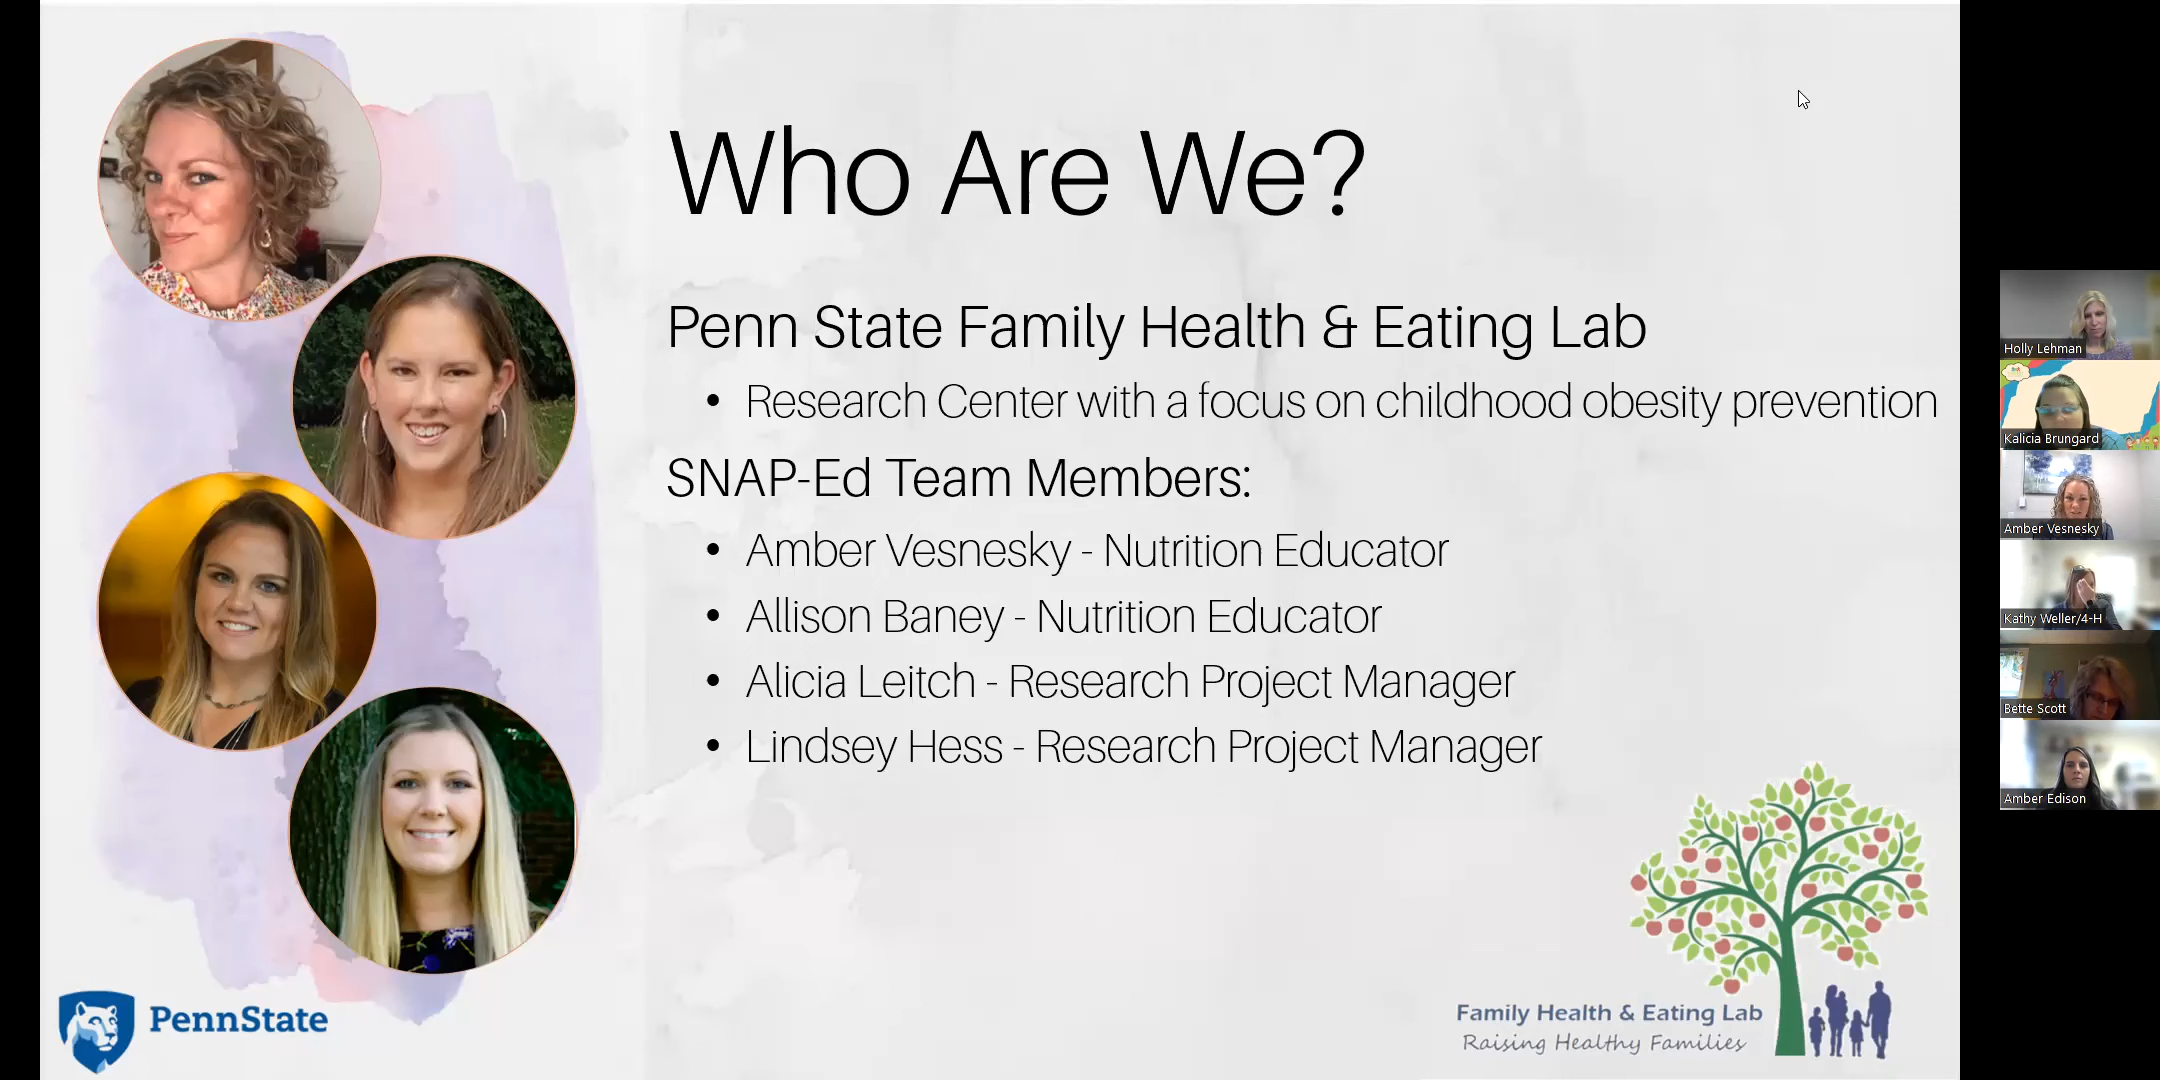 Who Are We?
Penn State Family Health & Eating Lab
• Research Center with a focus on childhood obesity prevention
SNAP-Ed Team Members:
• Amber Vesnesky - Nutrition Educator
• Allison Baney - Nutrition Educator
• Alicia Leitch - Research Project Manager
• Lindsey Hess - Research Project Manager
PennState
Family Health & Eating Lab
Raising Healthy Families
Holly Lehman
Kalicia Brungard
Amber Vesnesky
Kathy Weller/4-H
Bette Scott
Amber Edison